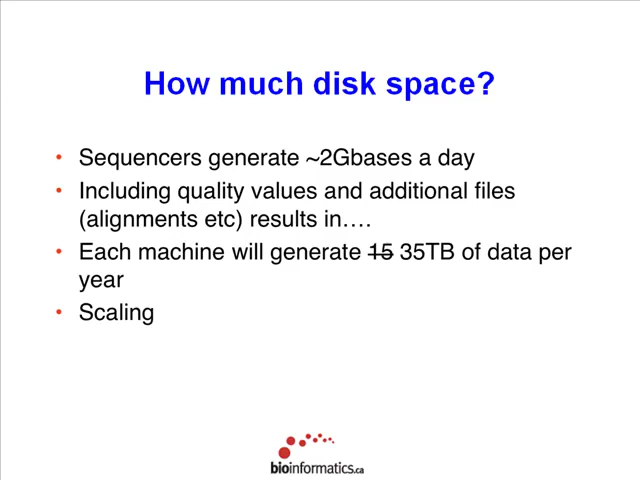 How much disk space?
• Sequencers generate ~2Gbases a day
• Including quality values and additional files
(alignments etc) results in….
• Each machine will generate 15 35TB of data per
year
• Scaling
bioinformatics.ca